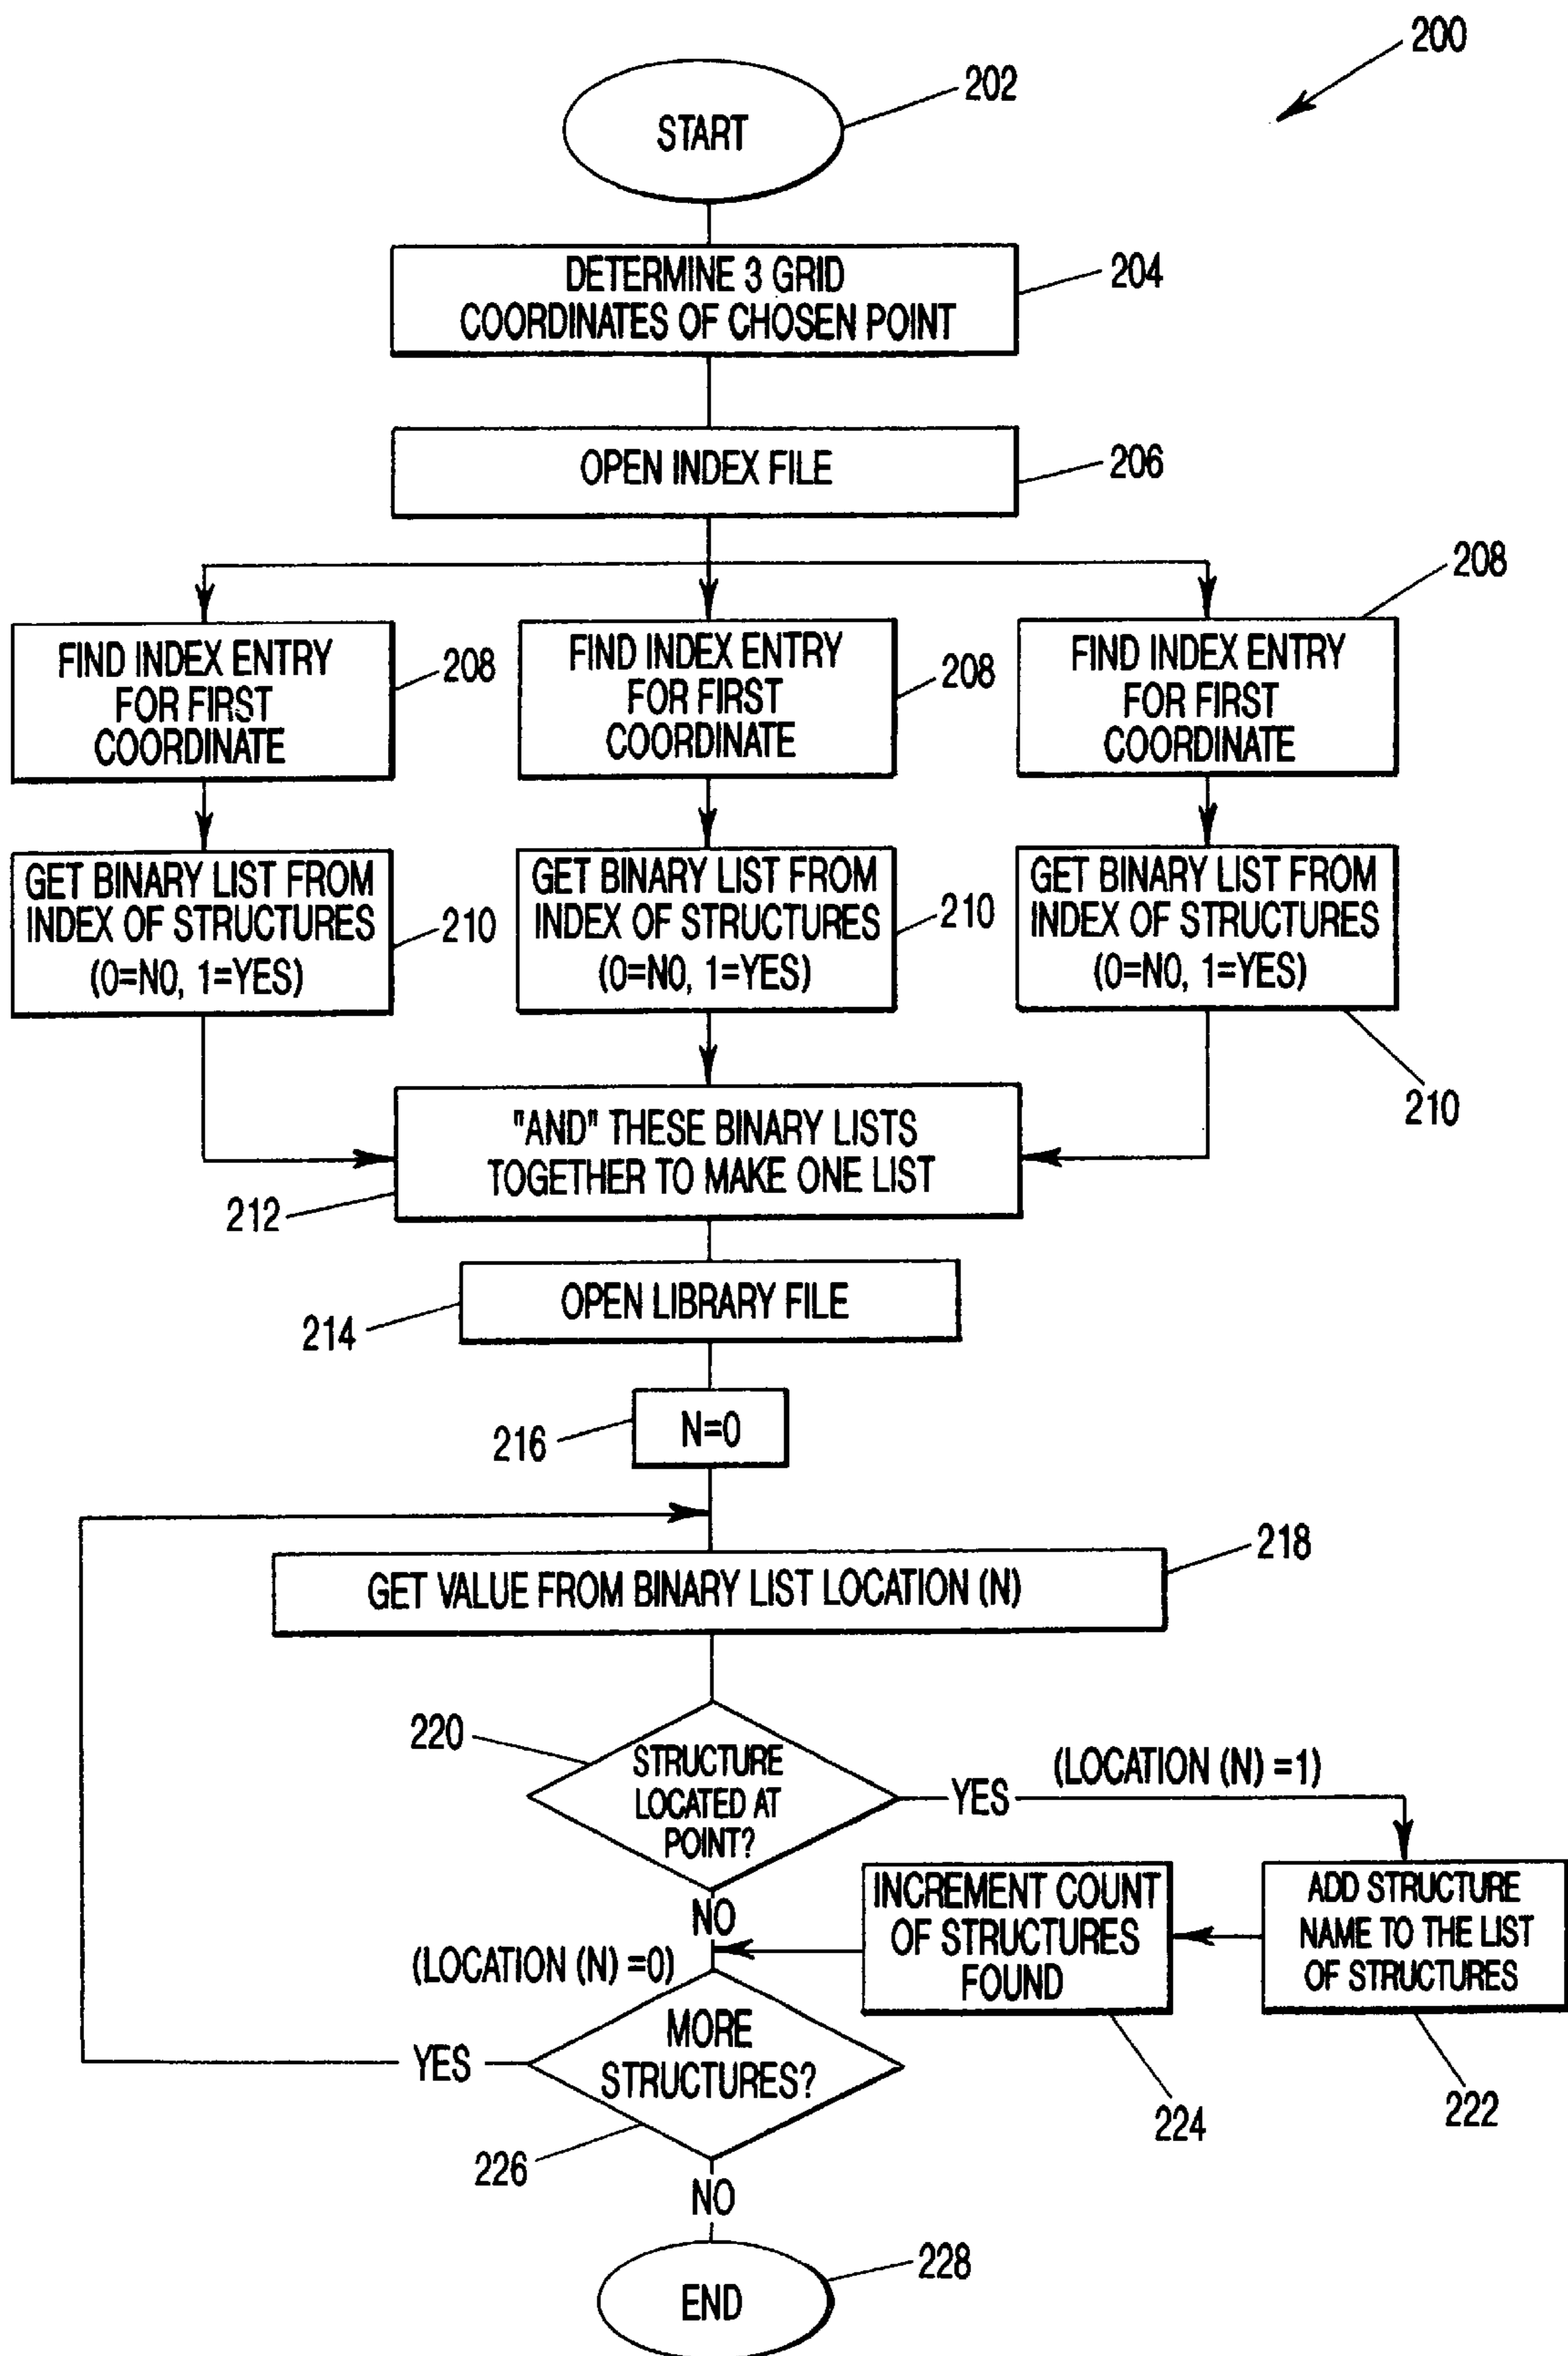 200
START
202
DETERMINE 3 GRID
COORDINATES OF CHOSEN POINT
204
OPEN INDEX FILE
206
FIND INDEX ENTRY
FOR FIRST
COORDINATE
208
FIND INDEX ENTRY
FOR FIRST
COORDINATE
208
FIND INDEX ENTRY
FOR FIRST
COORDINATE
208
GET BINARY LIST FROM
INDEX OF STRUCTURES
(0=NO, 1=YES)
210
GET BINARY LIST FROM
INDEX OF STRUCTURES
(0=NO, 1=YES)
210
GET BINARY LIST FROM
INDEX OF STRUCTURES
(0=NO, 1=YES)
210
"AND" THESE BINARY LISTS
TOGETHER TO MAKE ONE LIST
212
OPEN LIBRARY FILE
214
N=0
216
GET VALUE FROM BINARY LIST LOCATION (N)
218
220
STRUCTURE
LOCATED AT
POINT?
YES
(LOCATION (N) =1)
ADD STRUCTURE
NAME TO THE LIST
OF STRUCTURES
222
INCREMENT COUNT
OF STRUCTURES
FOUND
224
NO
(LOCATION (N) =0)
MORE
STRUCTURES?
YES
226
NO
END
228